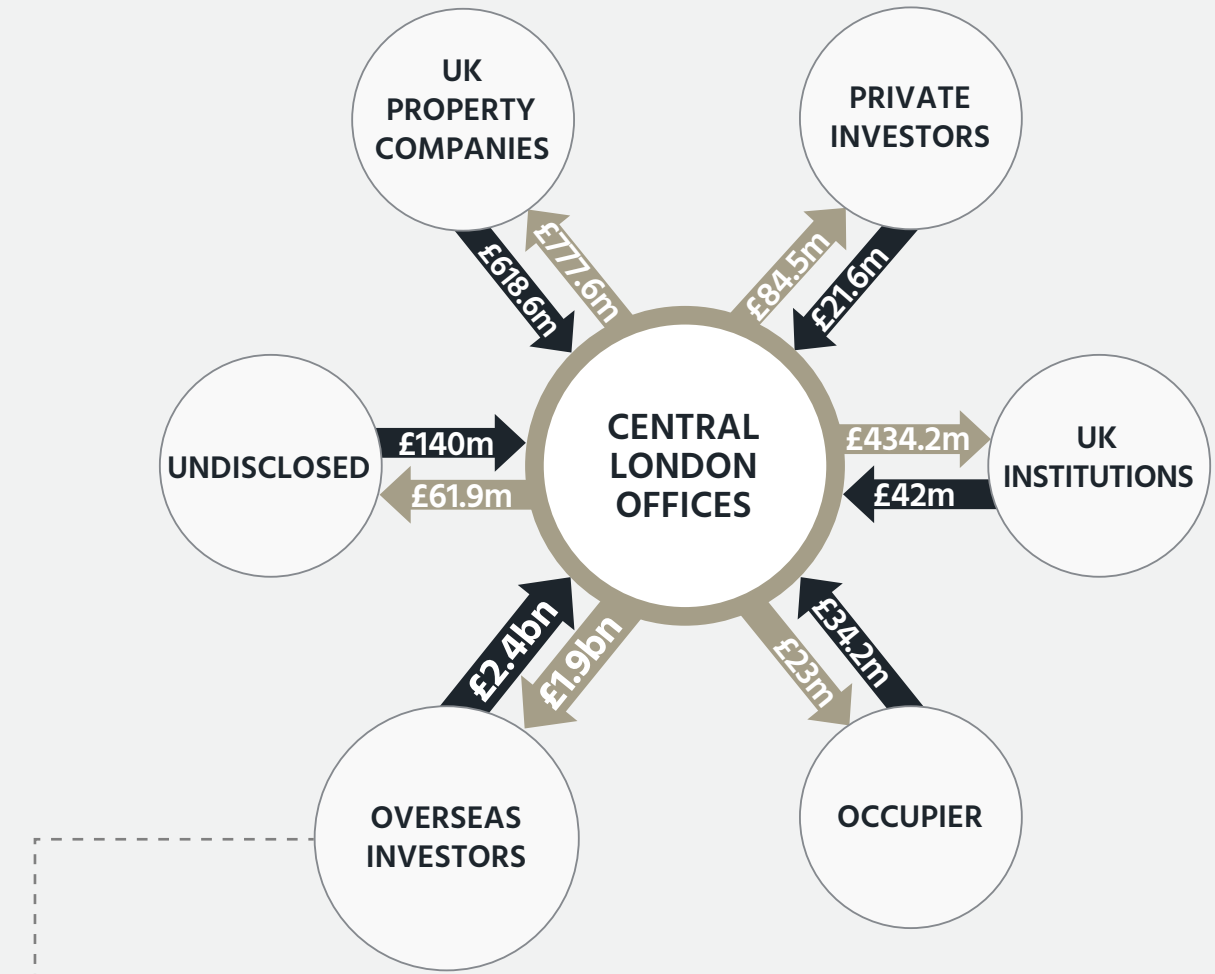 UK
PROPERTY
COMPANIES
PRIVATE
INVESTORS
£618.6m
£777.6m
£84.5m
£21.6m
UNDISCLOSED
£140m
£61.9m
CENTRAL
LONDON
OFFICES
£434.2m
£42m
UK
INSTITUTIONS
£2.4bn
£1.9bn
£23m
£34.2m
OVERSEAS
INVESTORS
OCCUPIER